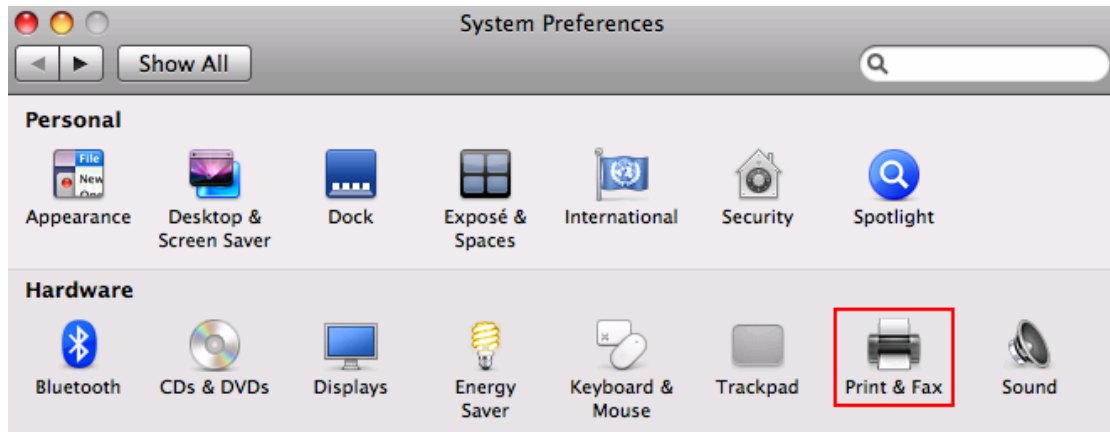 System Preferences
Show All
Personal
File
New
Appearance
Desktop &
Screen Saver
Dock
Exposé &
Spaces
International
Security
Spotlight
Hardware
Bluetooth
CDs & DVDs
Displays
Energy
Saver
Keyboard &
Mouse
Trackpad
Print & Fax
Sound